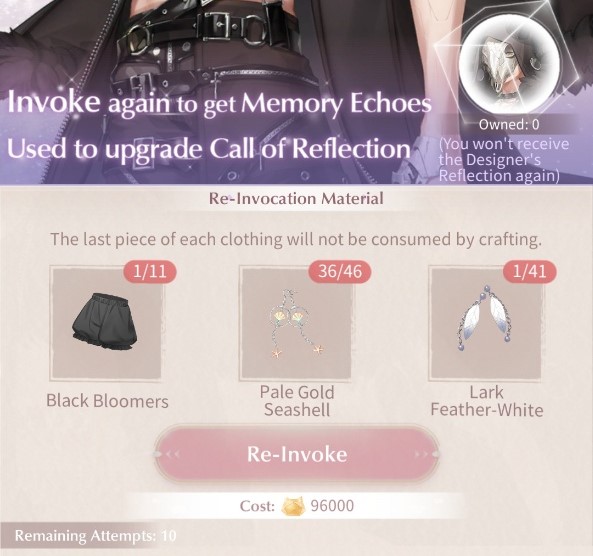 Invoke again to get Memory Echoes
Used to upgrade Call of Reflection
Owned: 0
(You won't receive
the Designer's
Reflection again)
Re-Invocation Material
The last piece of each clothing will not be consumed by crafting.
1/11
36/46
1/41
Black Bloomers
Pale Gold
Seashell
Lark
Feather-White
Re-Invoke
Cost: 96000
Remaining Attempts: 10